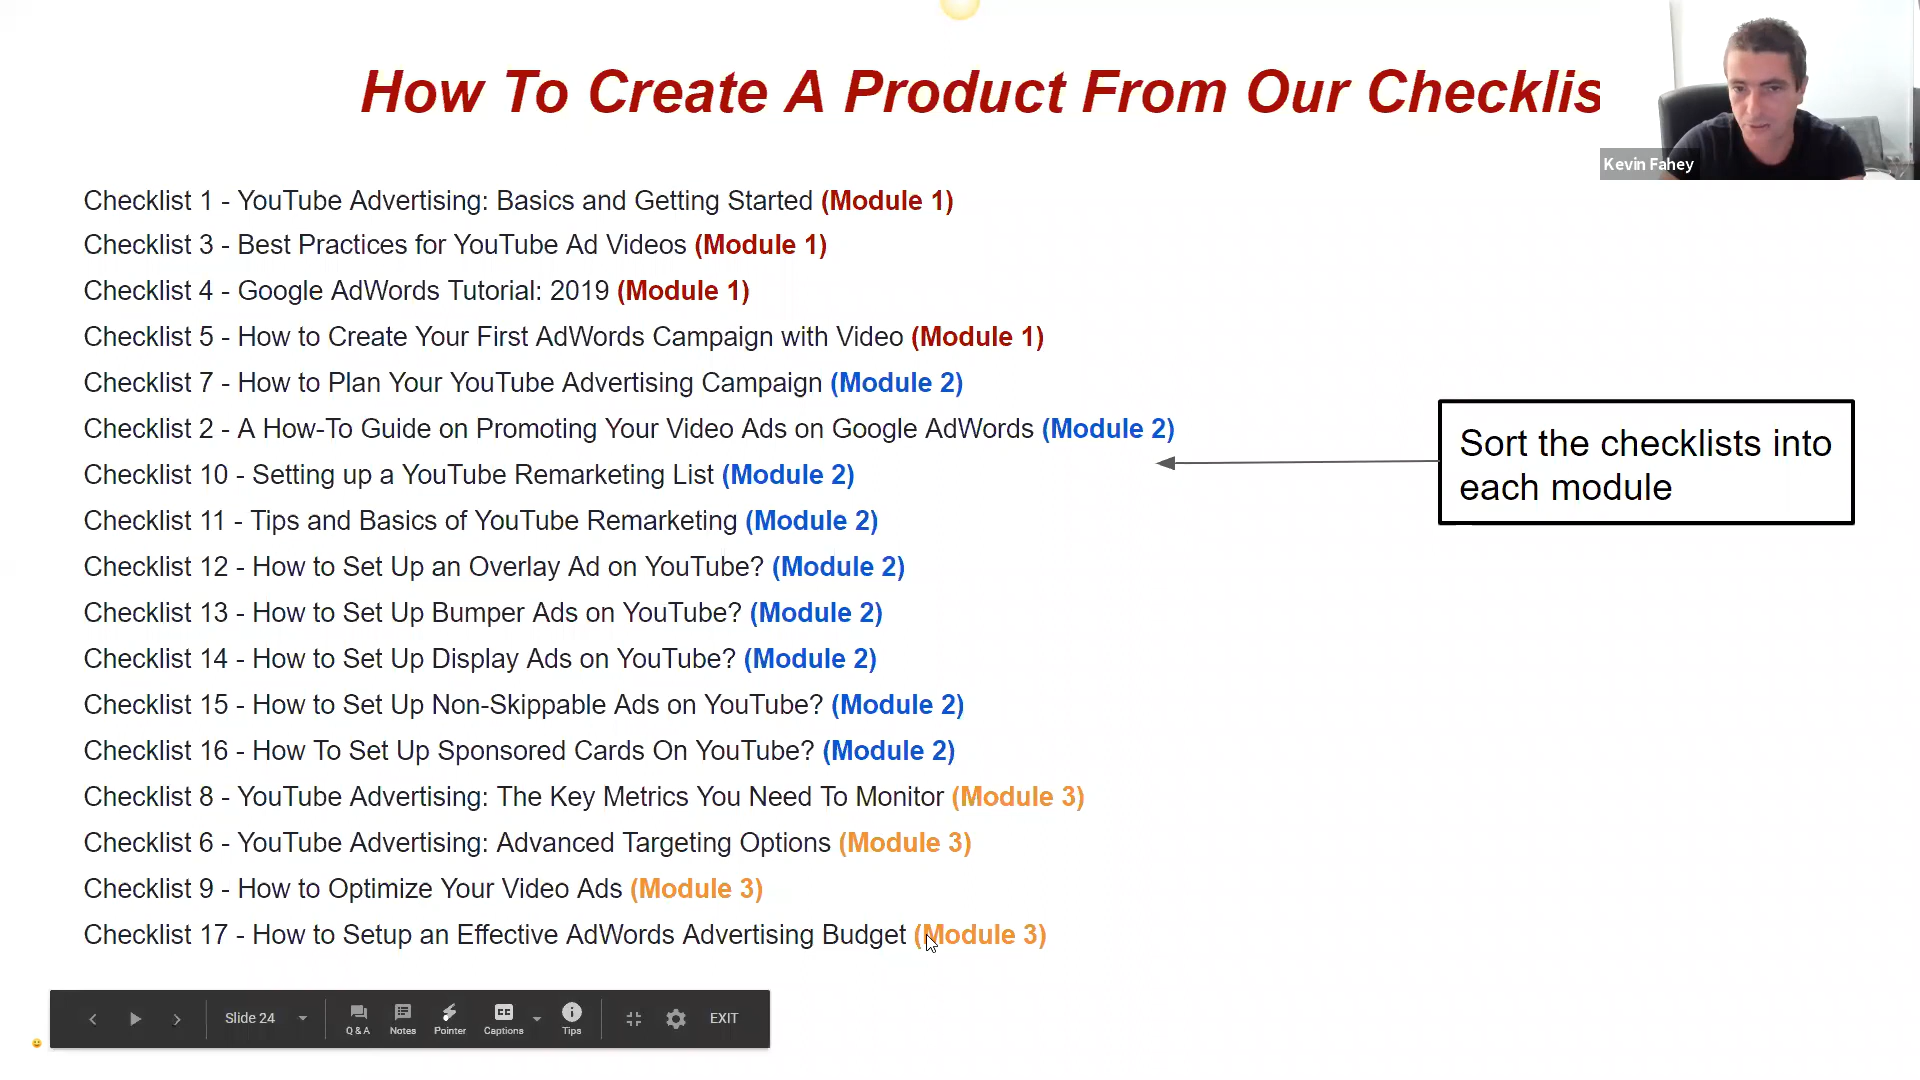 How To Create A Product From Our Checklis
Kevin Fahey
Checklist 1 - YouTube Advertising: Basics and Getting Started (Module 1)
Checklist 3 - Best Practices for YouTube Ad Videos (Module 1)
Checklist 4 - Google AdWords Tutorial: 2019 (Module 1)
Checklist 5 - How to Create Your First AdWords Campaign with Video (Module 1)
Checklist 7 - How to Plan Your YouTube Advertising Campaign (Module 2)
Checklist 2 - A How-To Guide on Promoting Your Video Ads on Google AdWords (Module 2)
Checklist 10 - Setting up a YouTube Remarketing List (Module 2)
Checklist 11 - Tips and Basics of YouTube Remarketing (Module 2)
Checklist 12 - How to Set Up an Overlay Ad on YouTube? (Module 2)
Checklist 13 - How to Set Up Bumper Ads on YouTube? (Module 2)
Checklist 14 - How to Set Up Display Ads on YouTube? (Module 2)
Checklist 15 - How to Set Up Non-Skippable Ads on YouTube? (Module 2)
Checklist 16 - How To Set Up Sponsored Cards On YouTube? (Module 2)
Checklist 8 - YouTube Advertising: The Key Metrics You Need To Monitor (Module 3)
Checklist 6 - YouTube Advertising: Advanced Targeting Options (Module 3)
Checklist 9 - How to Optimize Your Video Ads (Module 3)
Checklist 17 - How to Setup an Effective AdWords Advertising Budget (Module 3)
Sort the checklists into
each module
Slide 24
Q & A
Notes
Pointer
CC
Captions
Tips
EXIT